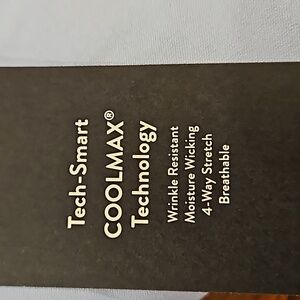 Tech-Smart
COOLMAX®
Technology
Wrinkle Resistant
Moisture Wicking
4-Way Stretch
Breathable